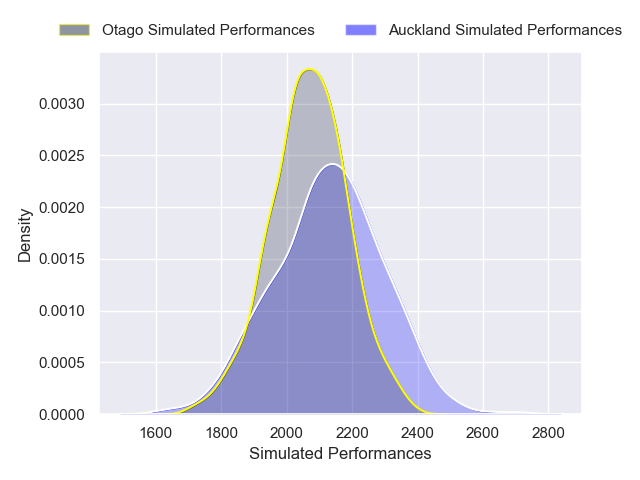 Otago Simulated Performances
Auckland Simulated Performances
0.0030
0.0025
0.0020
0.0015
0.0010
0.0005
0.0000
Density
1600 1800 2000 2200 2400 2600 2800
Simulated Performances